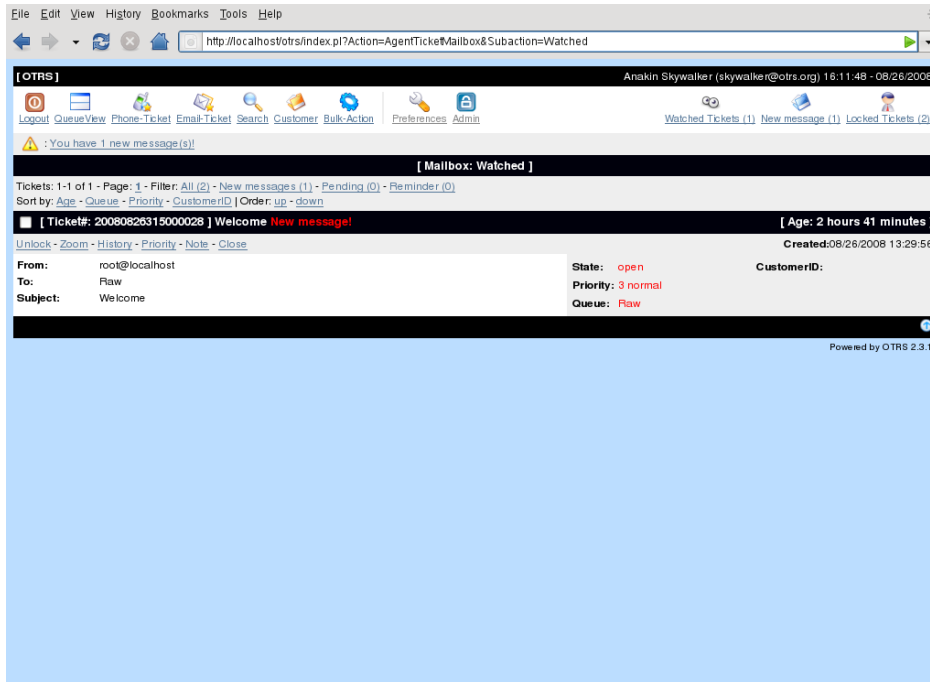 File Edit View History Bookmarks Tools Help
http://localhost/otrs/index.pl?Action=AgentTicketMailbox&Subaction=Watched
[ OTRS ] Anakin Skywalker (skywalker@otrs.org) 16:11:48 - 08/26/2008
Logout QueueView Phone-Ticket Email-Ticket Search Customer Bulk-Action Preferences Admin Watched Tickets (1) New message (1) Locked Tickets (2)
: You have 1 new message(s)!
[ Mailbox: Watched ]
Tickets: 1-1 of 1 - Page: 1 - Filter: All (2) - New messages (1) - Pending (0) - Reminder (0)
Sort by: Age - Queue - Priority - CustomerID | Order: up - down
[ Ticket#: 20080826315000028 ] Welcome New message! [ Age: 2 hours 41 minutes
Unlock - Zoom - History - Priority - Note - Close Created:08/26/2008 13:29:56
From: root@localhost State: open CustomerID:
To: Raw Priority: 3 normal
Subject: Welcome Queue: Raw
Powered by OTRS 2.3.1